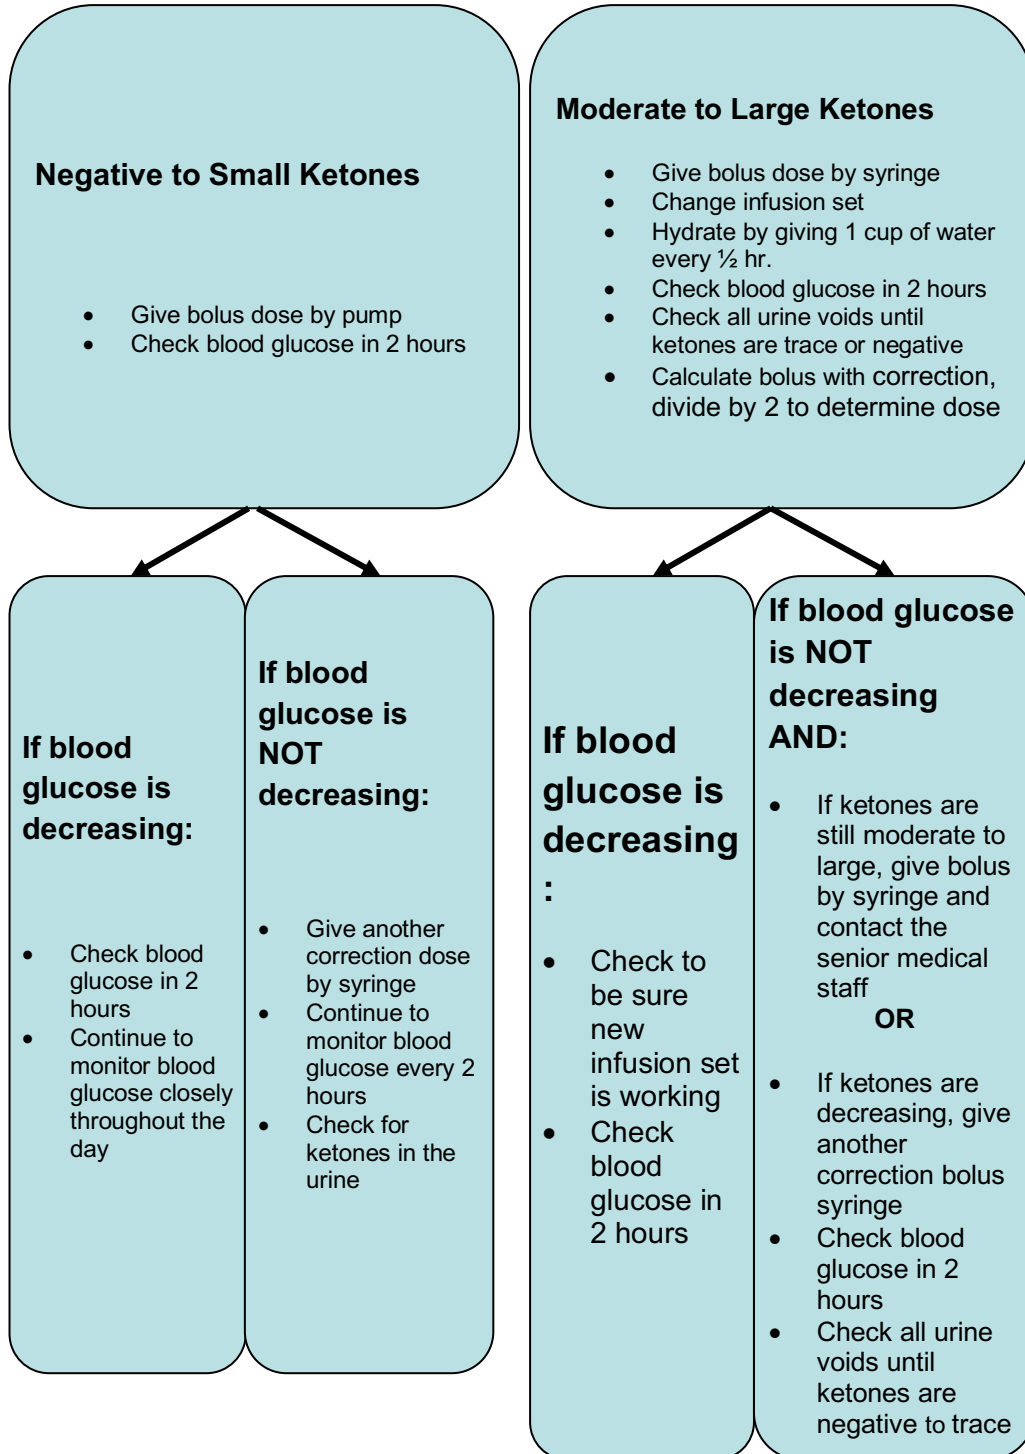 Negative to Small Ketones
• Give bolus dose by pump
• Check blood glucose in 2 hours
Moderate to Large Ketones
• Give bolus dose by syringe
• Change infusion set
• Hydrate by giving 1 cup of water
every ½ hr.
• Check blood glucose in 2 hours
• Check all urine voids until
ketones are trace or negative
• Calculate bolus with correction,
divide by 2 to determine dose
If blood
glucose is
decreasing:
• Check blood
glucose in 2
hours
• Continue to
monitor blood
glucose closely
throughout the
day
If blood
glucose is
NOT
decreasing:
• Give another
correction dose
by syringe
• Continue to
monitor blood
glucose every 2
hours
• Check for
ketones in the
urine
If blood
glucose is
decreasing
:
• Check to
be sure
new
infusion set
is working
• Check
blood
glucose in
2 hours
If blood glucose
is NOT
decreasing
AND:
• If ketones are
still moderate to
large, give bolus
by syringe and
contact the
senior medical
staff
OR
• If ketones are
decreasing, give
another
correction bolus
syringe
• Check blood
glucose in 2
hours
• Check all urine
voids until
ketones are
negative to trace